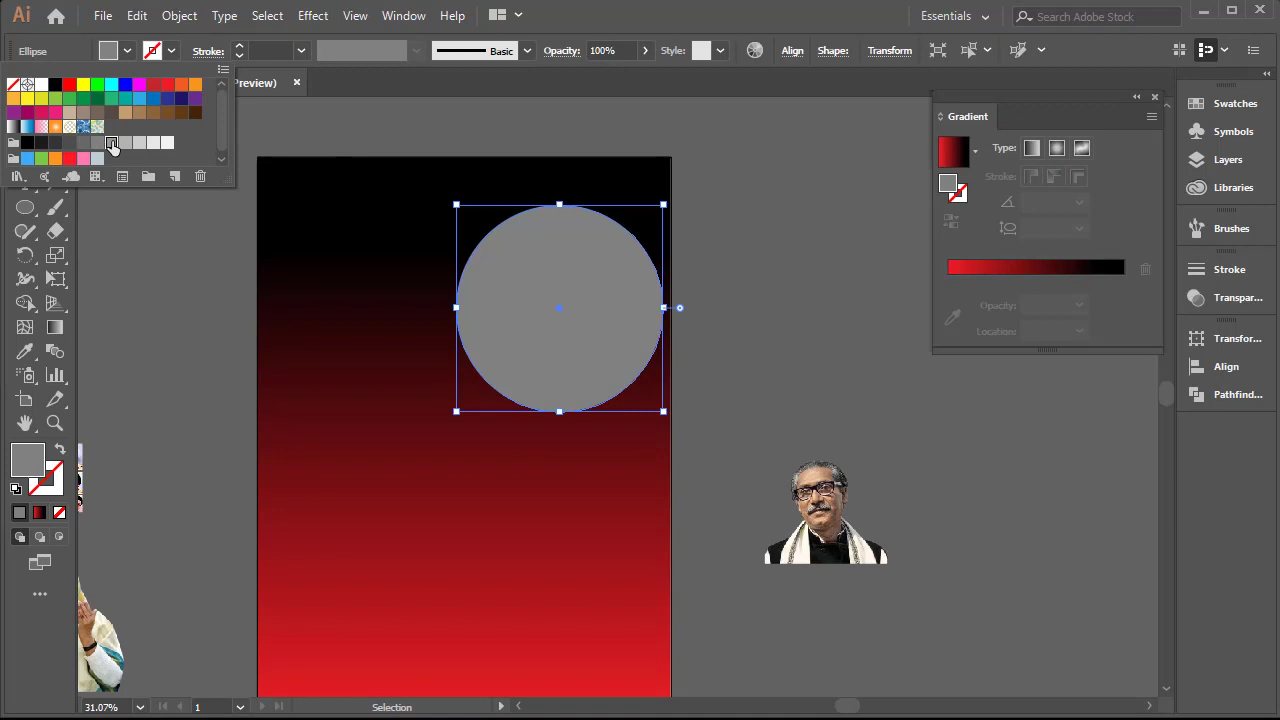 Ai File Edit Object Type Select Effect View Window Help Essentials Search Adobe Stock
Ellipse Stroke: Basic Opacity: 100% Style: Align Shape: Transform
Preview)
Gradient
Type:
Stroke:
Opacity:
Location:
Swatches
Symbols
Layers
Libraries
Brushes
Stroke
Transpar...
Transfor...
Align
Pathfind...
31.07% 1 Selection